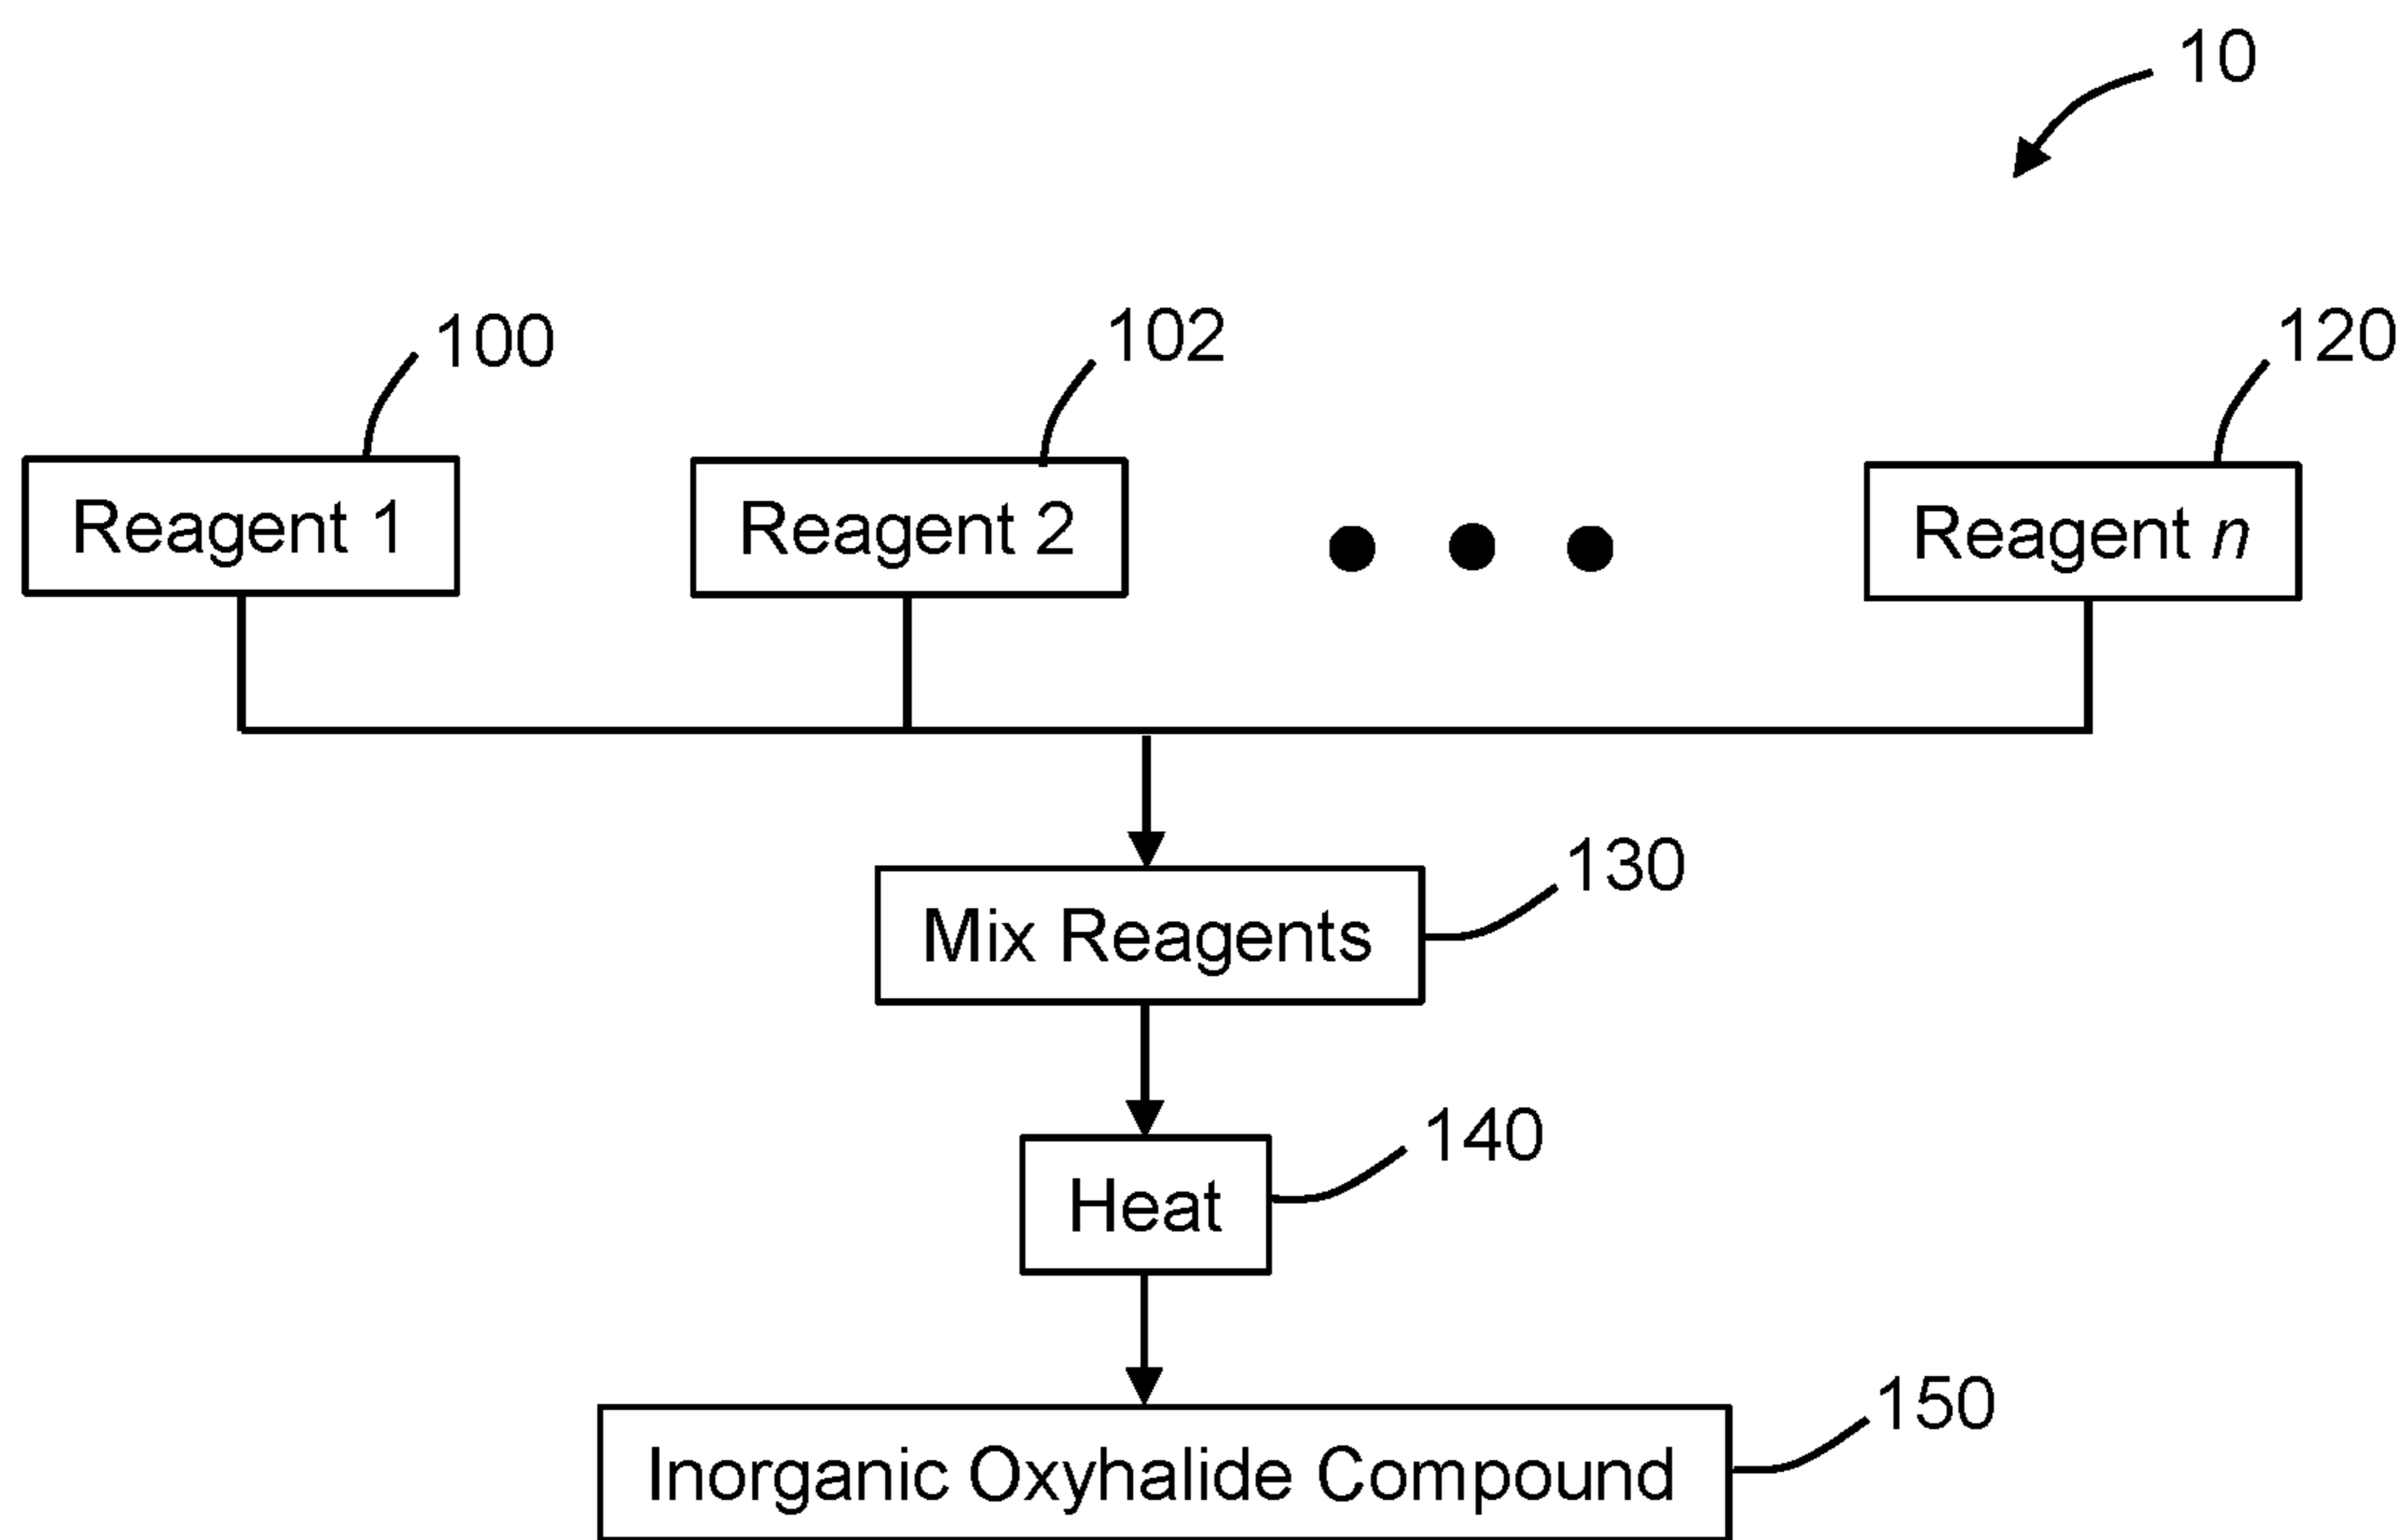 10
100
102
120
Reagent 1
Reagent 2
Reagent n
130
Mix Reagents
140
Heat
150
Inorganic Oxyhalide Compound